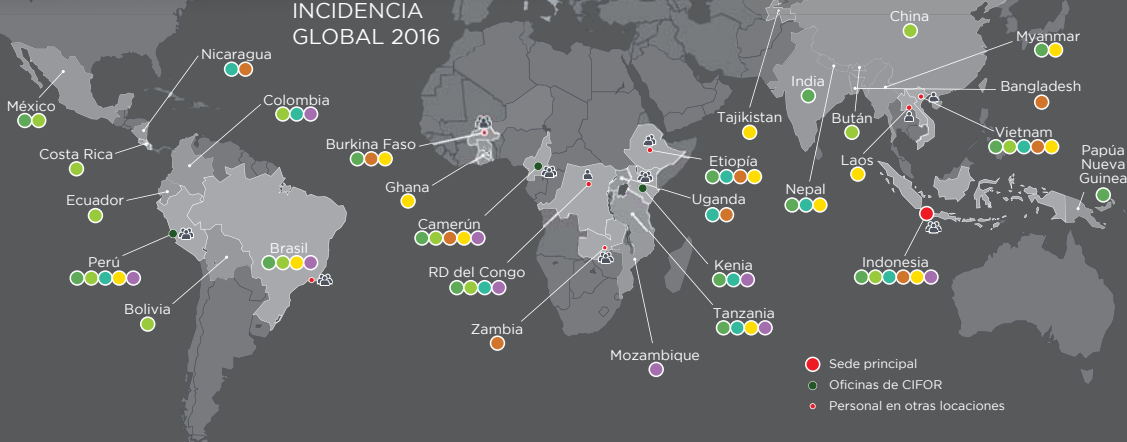 INCIDENCIA
GLOBAL 2016
México
Nicaragua
Colombia
Costa Rica
Ecuador
Perú
Brasil
Bolivia
Burkina Faso
Ghana
Camerún
RD del Congo
Zambia
Mozambique
Etiopía
Uganda
Kenia
Tanzania
Tajikistan
India
China
Nepal
Bután
Laos
Myanmar
Bangladesh
Vietnam
Papúa
Nueva
Guinea
Indonesia
Sede principal
Oficinas de CIFOR
Personal en otras locaciones